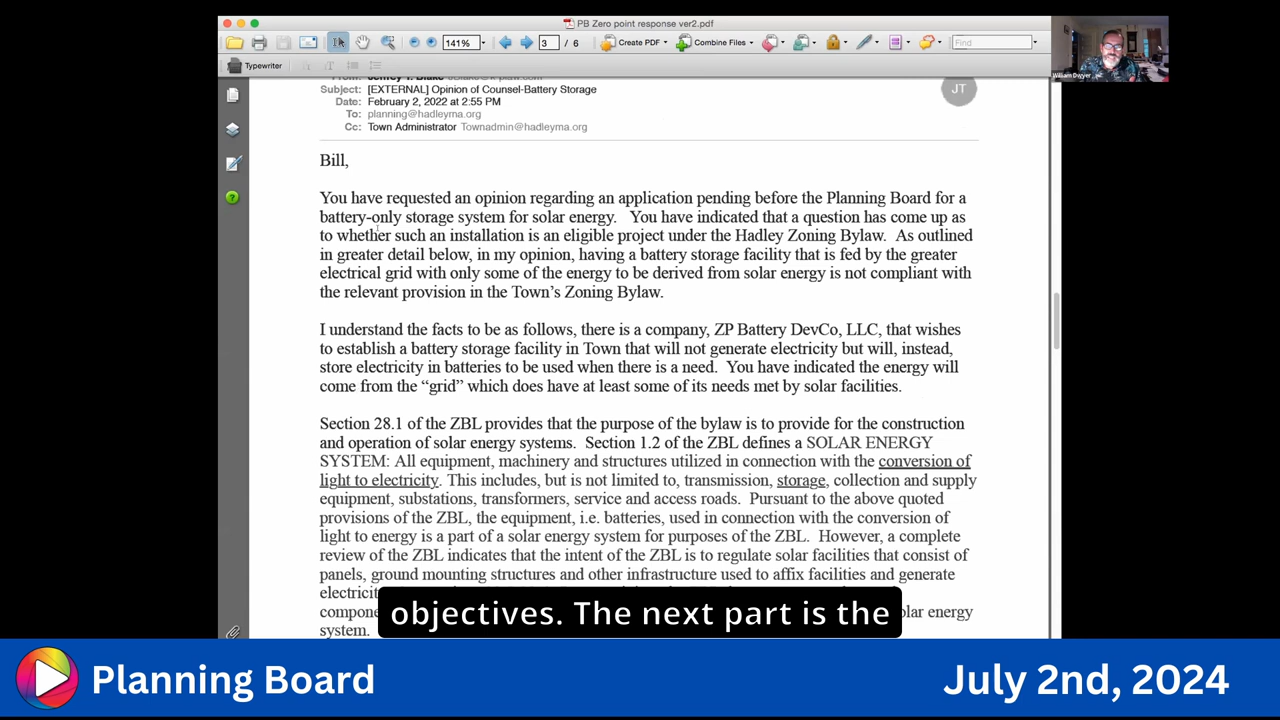 PB Zero point response ver2.pdf
141%
3 / 6
Create PDF
Combine Files
Find
Typewriter
William Dwyer
From: Jeffrey T. Blake
Subject: [EXTERNAL] Opinion of Counsel-Battery Storage
JT
Date: February 2, 2022 at 2:55 PM
To: planning@hadleyma.org
Cc: Town Administrator Townadmin@hadleyma.org
Bill,
You have requested an opinion regarding an application pending before the Planning Board for a
battery-only storage system for solar energy. You have indicated that a question has come up as
to whether such an installation is an eligible project under the Hadley Zoning Bylaw. As outlined
in greater detail below, in my opinion, having a battery storage facility that is fed by the greater
electrical grid with only some of the energy to be derived from solar energy is not compliant with
the relevant provision in the Town's Zoning Bylaw.
I understand the facts to be as follows, there is a company, ZP Battery DevCo, LLC, that wishes
to establish a battery storage facility in Town that will not generate electricity but will, instead,
store electricity in batteries to be used when there is a need. You have indicated the energy will
come from the “grid” which does have at least some of its needs met by solar facilities.
Section 28.1 of the ZBL provides that the purpose of the bylaw is to provide for the construction
and operation of solar energy systems. Section 1.2 of the ZBL defines a SOLAR ENERGY
SYSTEM: All equipment, machinery and structures utilized in connection with the conversion of
light to electricity. This includes, but is not limited to, transmission, storage, collection and supply
equipment, substations, transformers, service and access roads. Pursuant to the above quoted
provisions of the ZBL, the equipment, i.e. batteries, used in connection with the conversion of
light to energy is a part of a solar energy system for purposes of the ZBL. However, a complete
review of the ZBL indicates that the intent of the ZBL is to regulate solar facilities that consist of
panels, ground mounting structures and other infrastructure used to affix facilities and generate
energy
system.
objectives. The next part is the
Planning Board
July 2nd, 2024